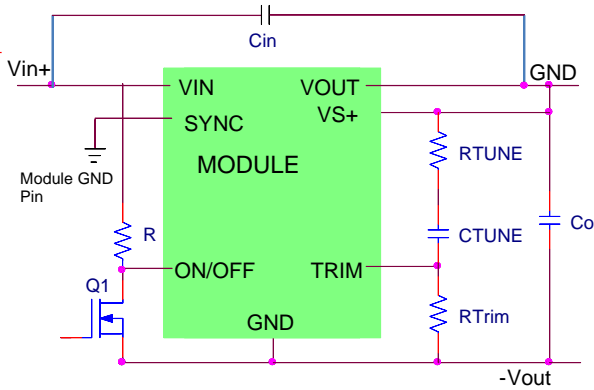 Cin
Vin+
GND
VIN
VOUT
VS+
SYNC
RTUNE
MODULE
Module GND
Pin
R
CTUNE
Co
ON/OFF
TRIM
Q1
RTrim
GND
-Vout